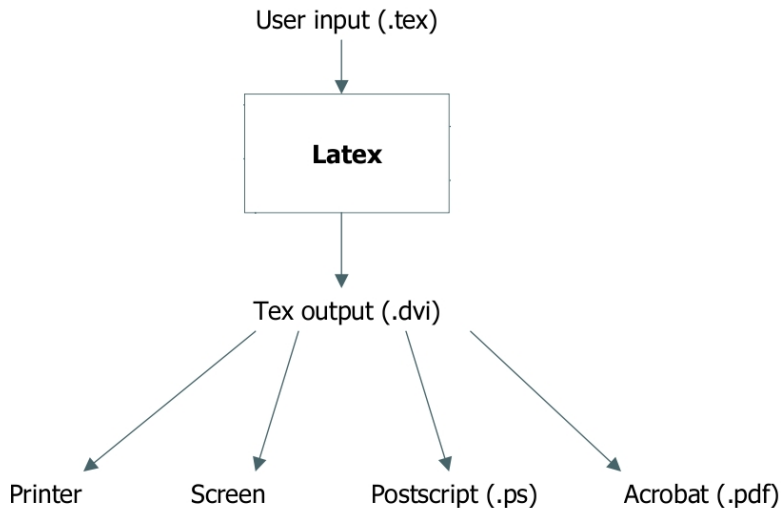 User input (.tex)
Latex
Tex output (.dvi)
Printer
Screen
Postscript (.ps)
Acrobat (.pdf)